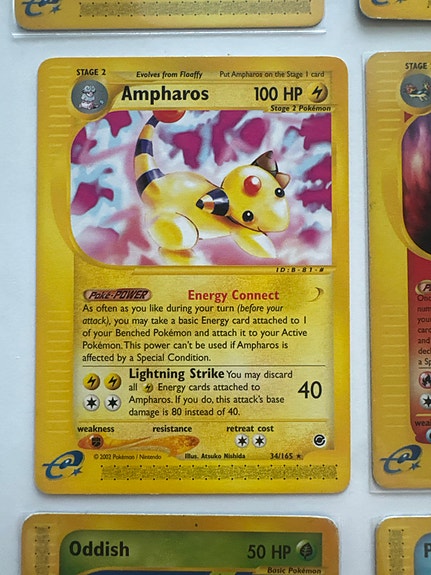 STAGE 2
Evolves from Flaaffy
Put Ampharos on the Stage 1 card
Ampharos
100 HP
Stage 2 Pokémon
ID:B-81-#
POKé-POWER Energy Connect
As often as you like during your turn (before your
attack), you may take a basic Energy card attached to 1
of your Benched Pokémon and attach it to your Active
Pokémon. This power can't be used if Ampharos is
affected by a Special Condition.
Lightning Strike You may discard
all Energy cards attached to
Ampharos. If you do, this attack's base
damage is 80 instead of 40.
40
weakness
resistance
retreat cost
e
© 2002 Pokémon / Nintendo
Illus. Atsuko Nishida
34/165 ★
Oddish
50 HP
Basic Pokémon